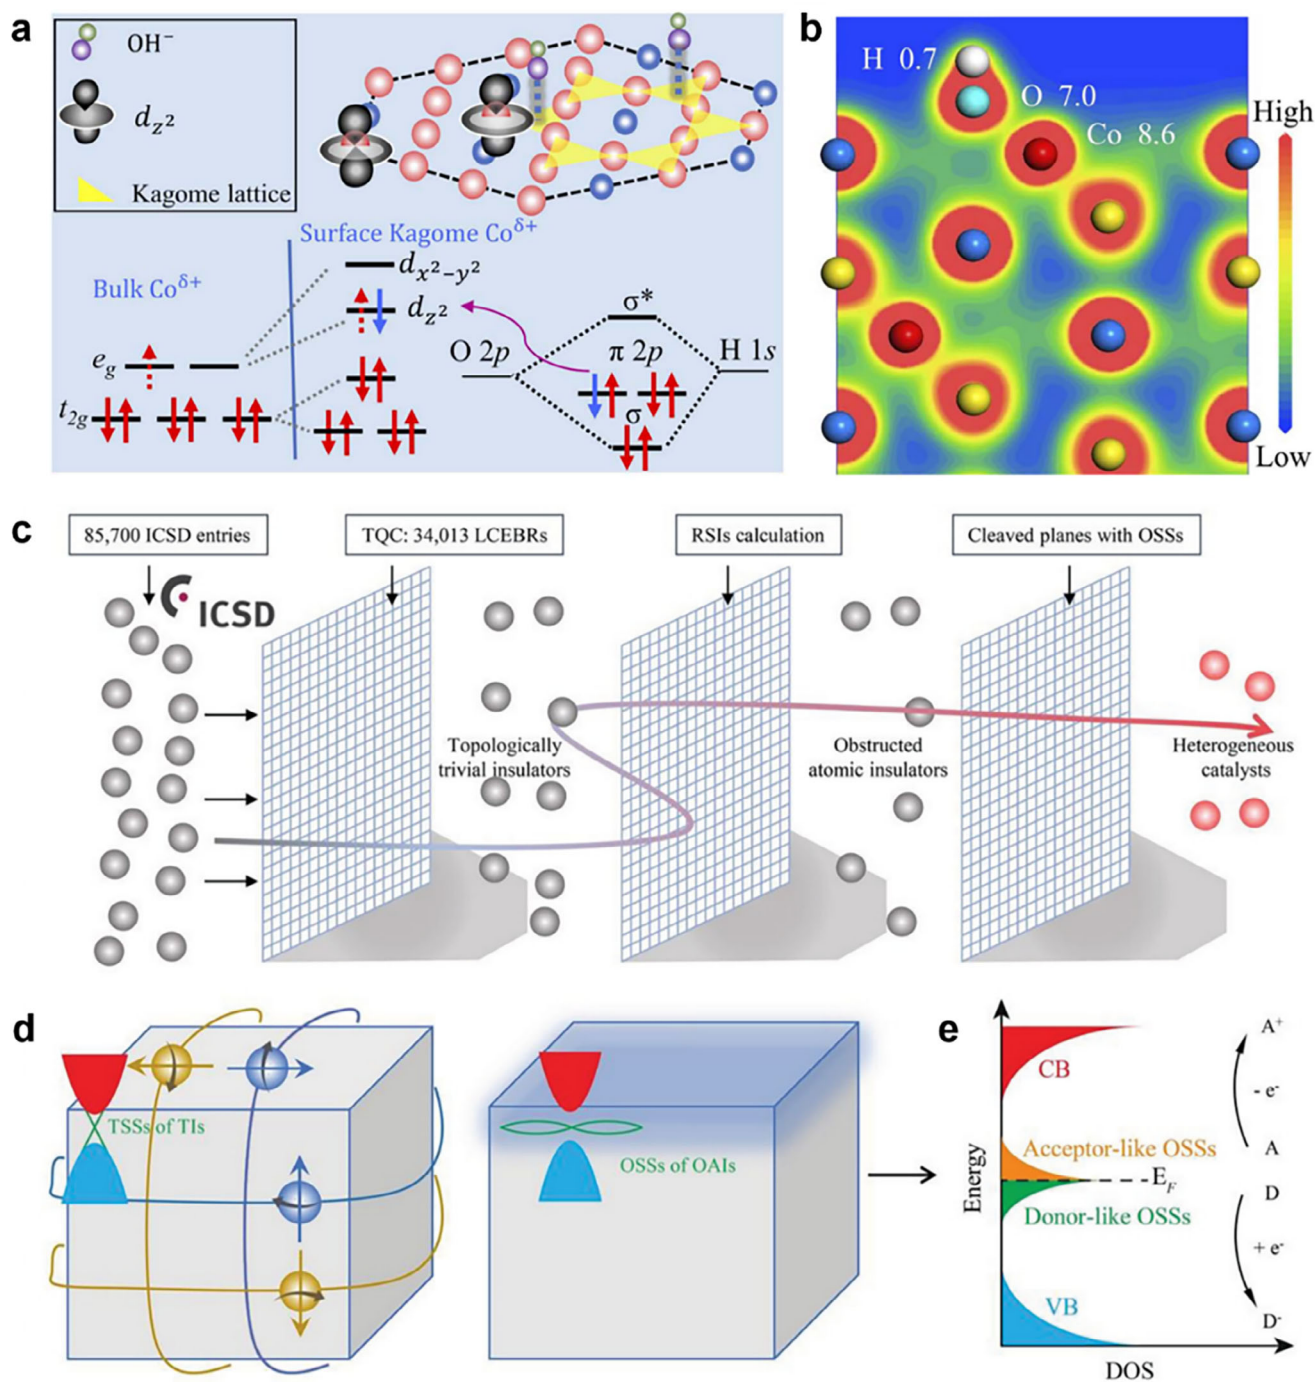 a
OH⁻
d_z²
Kagome lattice
Surface Kagome Co^δ+
Bulk Co^δ+
d_x²−y²
d_z²
e_g
t_2g
O 2p
σ*
π 2p
H 1s
σ
b
H 0.7
O 7.0
Co 8.6
High
Low
c
85,700 ICSD entries
TQC: 34,013 LCEBRs
RSIs calculation
Cleaved planes with OSSs
ICSD
Topologically
trivial insulators
Obstructed
atomic insulators
Heterogeneous
catalysts
d
TSSs of TIs
OSSs of OAIs
e
Energy
CB
Acceptor-like OSSs
E_F
Donor-like OSSs
VB
DOS
A⁺
- e⁻
A
D
+ e⁻
D⁻